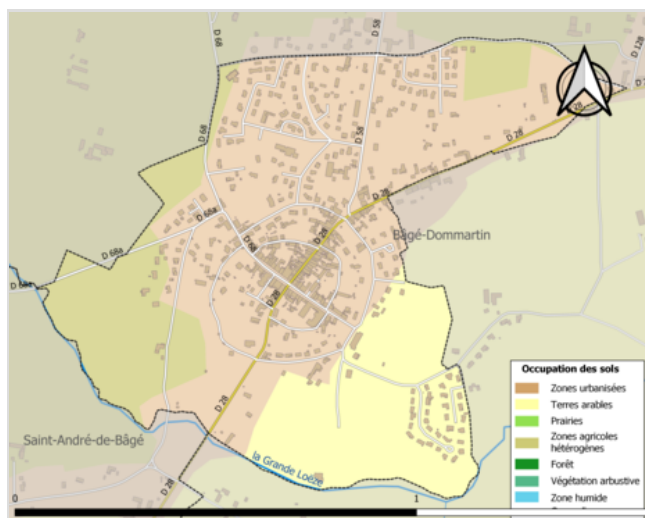 D 68
D 58
D 128
D 28
D 68
D 58
D 28
D 28
Bâgé-Dommartin
D 68a
D 68a
D 68
D 28
D 68a
D 28
D 28
Saint-André-de-Bâgé
la Grande Loëze
D 28
0
1
Occupation des sols
Zones urbanisées
Terres arables
Prairies
Zones agricoles
hétérogènes
Forêt
Végétation arbustive
Zone humide